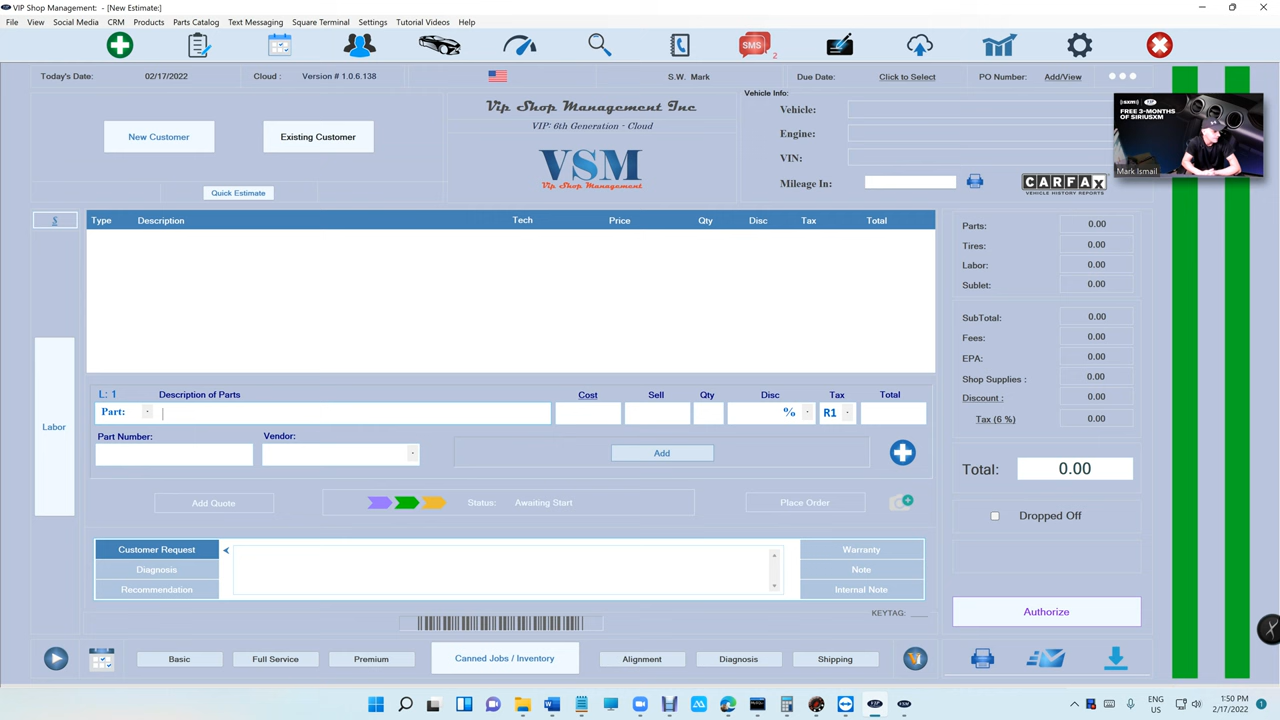 VIP Shop Management: - [New Estimate:]
File View Social Media CRM Products Parts Catalog Text Messaging Square Terminal Settings Tutorial Videos Help
SMS 2
Today's Date: 02/17/2022 Cloud : Version # 1.0.6.138 S.W. Mark Due Date: Click to Select PO Number: Add/View
New Customer Existing Customer
Quick Estimate
Vip Shop Management Inc
VIP: 6th Generation - Cloud
VSM
Vip Shop Management
Vehicle Info:
Vehicle:
Engine:
VIN:
Mileage In:
CARFAX
VEHICLE HISTORY REPORTS
FREE 3-MONTHS
OF SIRIUSXM
Mark Ismail
$ Type Description Tech Price Qty Disc Tax Total
Labor
L: 1 Description of Parts Cost Sell Qty Disc Tax Total
Part: % R1
Part Number: Vendor:
Add
Add Quote Status: Awaiting Start Place Order
Customer Request Warranty
Diagnosis Note
Recommendation Internal Note
KEYTAG: ____
Parts: 0.00
Tires: 0.00
Labor: 0.00
Sublet: 0.00
SubTotal: 0.00
Fees: 0.00
EPA: 0.00
Shop Supplies : 0.00
Discount : 0.00
Tax (6 %) 0.00
Total: 0.00
Dropped Off
Authorize
Basic Full Service Premium Canned Jobs / Inventory Alignment Diagnosis Shipping
ENG
US
1:50 PM
2/17/2022
1